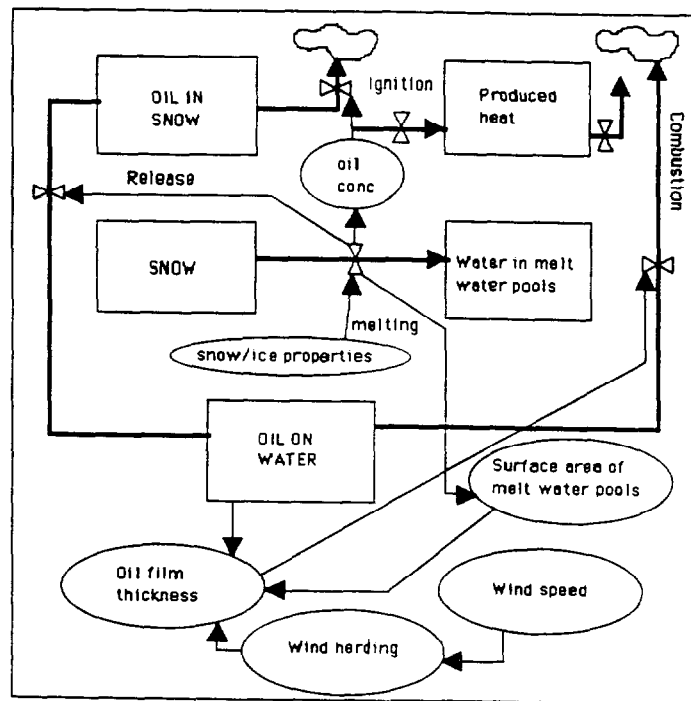 OIL IN
SNOW
Ignition
Produced
heat
Combustion
oil
conc
Release
SNOW
Water in melt
water pools
melting
snow/ice properties
OIL ON
WATER
Surface area of
melt water pools
Oil film
thickness
Wind speed
Wind herding